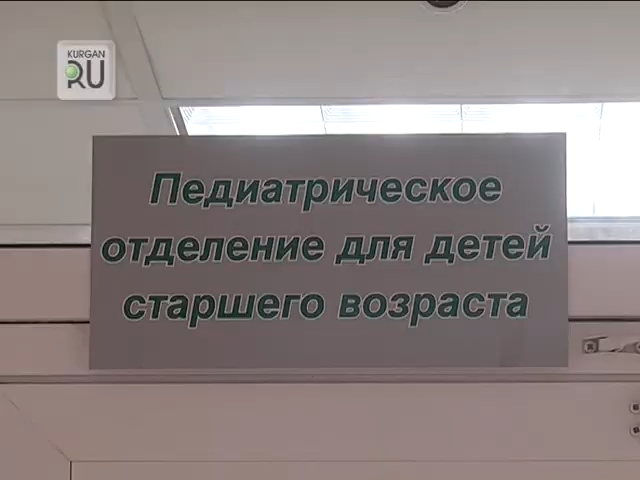 KURGAN
RU
Педиатрическое
отделение для детей
старшего возраста